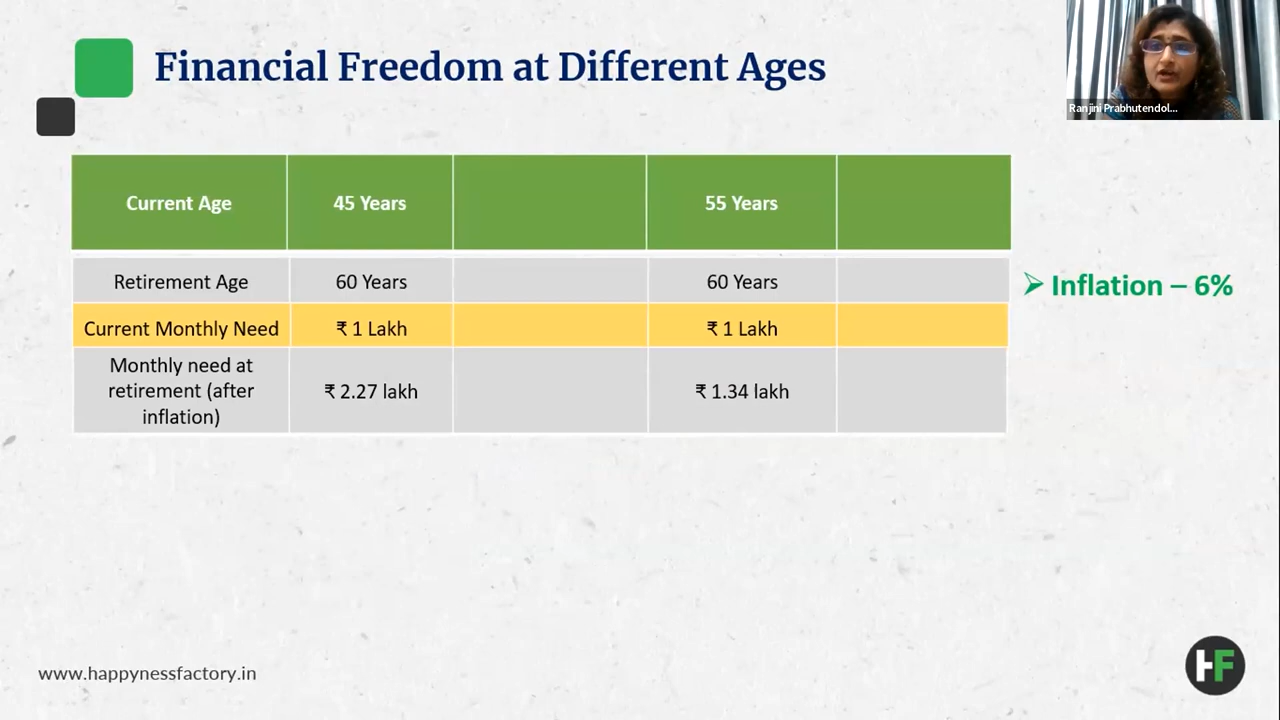 Financial Freedom at Different Ages
Ranjini Prabhutendol...
Current Age 45 Years 55 Years
Retirement Age 60 Years 60 Years
Current Monthly Need ₹ 1 Lakh ₹ 1 Lakh
Monthly need at
retirement (after
inflation)
₹ 2.27 lakh ₹ 1.34 lakh
➢ Inflation – 6%
www.happynessfactory.in
HF